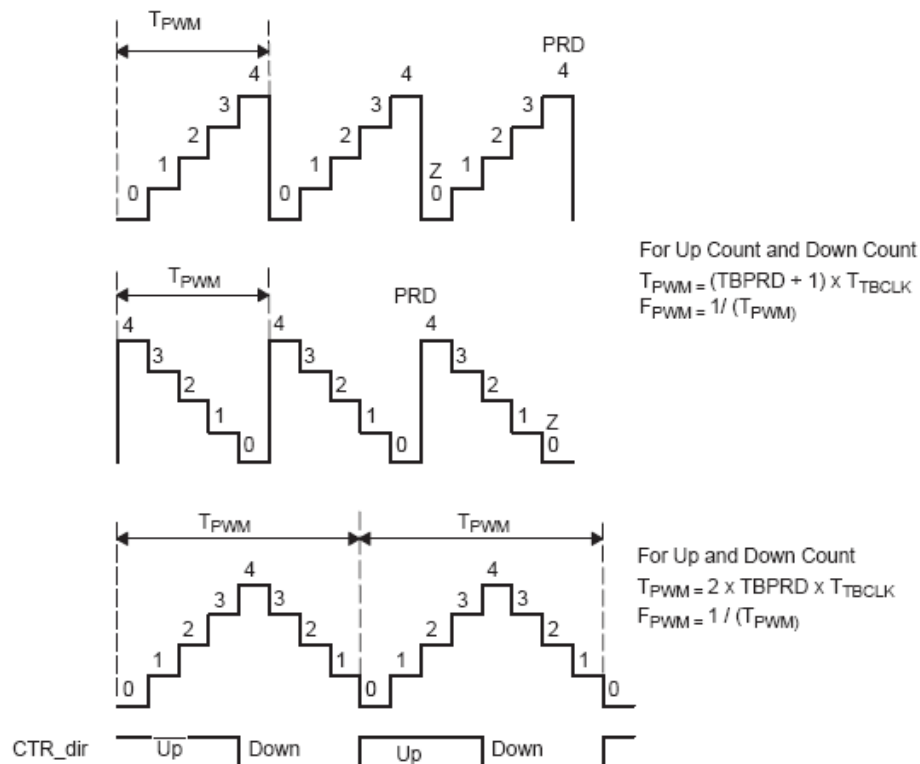 TPWM
PRD
4 4 4
3 3 3
2 2 2
1 1 Z 1
0 0 0
For Up Count and Down Count
TPWM = (TBPRD + 1) x TTBCLK
FPWM = 1/ (TPWM)
TPWM
PRD
4 4 4
3 3 3
2 2 2
1 1 1 Z
0 0 0
TPWM TPWM
For Up and Down Count
TPWM = 2 x TBPRD x TTBCLK
FPWM = 1 / (TPWM)
4 4
3 3 3 3
2 2 2 2
1 1 1 1
0 0 0
CTR_dir Up Down Up Down